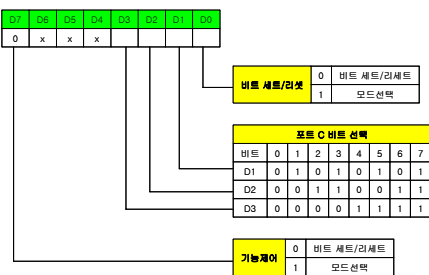 D7 D6 D5 D4 D3 D2 D1 D0
0 x x x
비트 세트/리셋 0 비트 세트/리세트
1 모드선택
포트 C 비트 선택
비트 0 1 2 3 4 5 6 7
D1 0 1 0 1 0 1 0 1
D2 0 0 1 1 0 0 1 1
D3 0 0 0 0 1 1 1 1
기능제어 0 비트 세트/리세트
1 모드선택